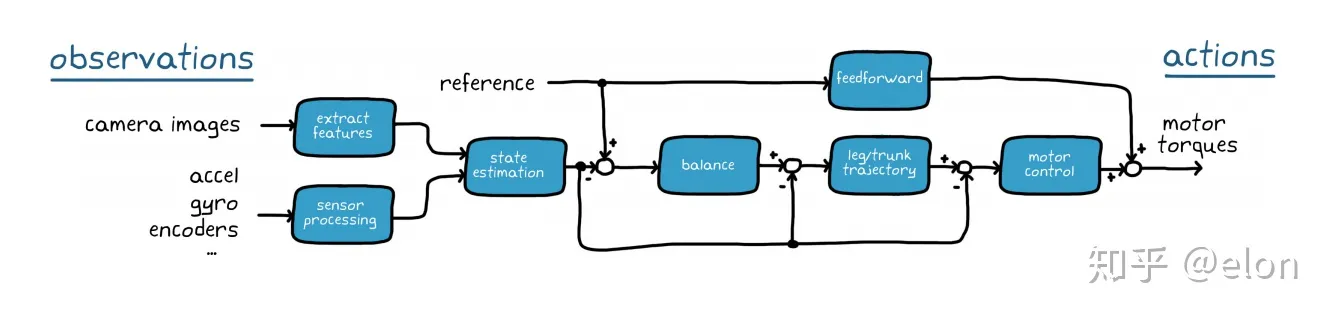 observations
actions
reference
feedforward
camera images
extract
features
motor
torques
state
estimation
balance
leg/trunk
trajectory
motor
control
accel
gyro
encoders
...
sensor
processing
+
-
+
-
+
-
+
+
知乎 @elon